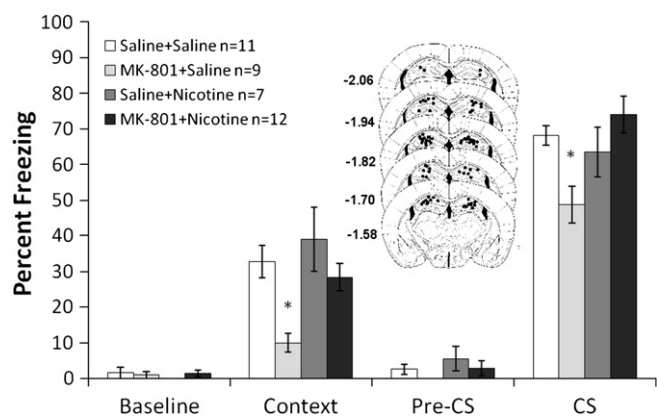 Percent Freezing
100
90
80
70
60
50
40
30
20
10
0
Saline+Saline n=11
MK-801+Saline n=9
Saline+Nicotine n=7
MK-801+Nicotine n=12
-2.06
-1.94
-1.82
-1.70
-1.58
*
*
Baseline
Context
Pre-CS
CS